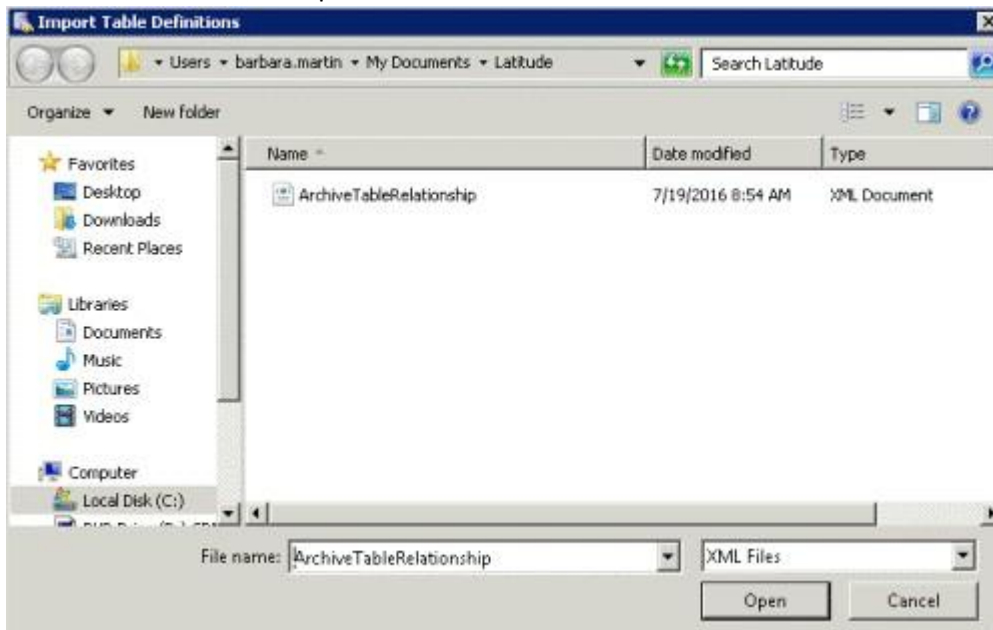 Import Table Definitions
Users barbara.martin My Documents Latitude Search Latitude
Organize New folder
Name Date modified Type
Favorites
Desktop
Downloads
Recent Places
ArchiveTableRelationship 7/19/2016 8:54 AM XML Document
Libraries
Documents
Music
Pictures
Videos
Computer
Local Disk (C:)
File name: ArchiveTableRelationship XML Files
Open Cancel